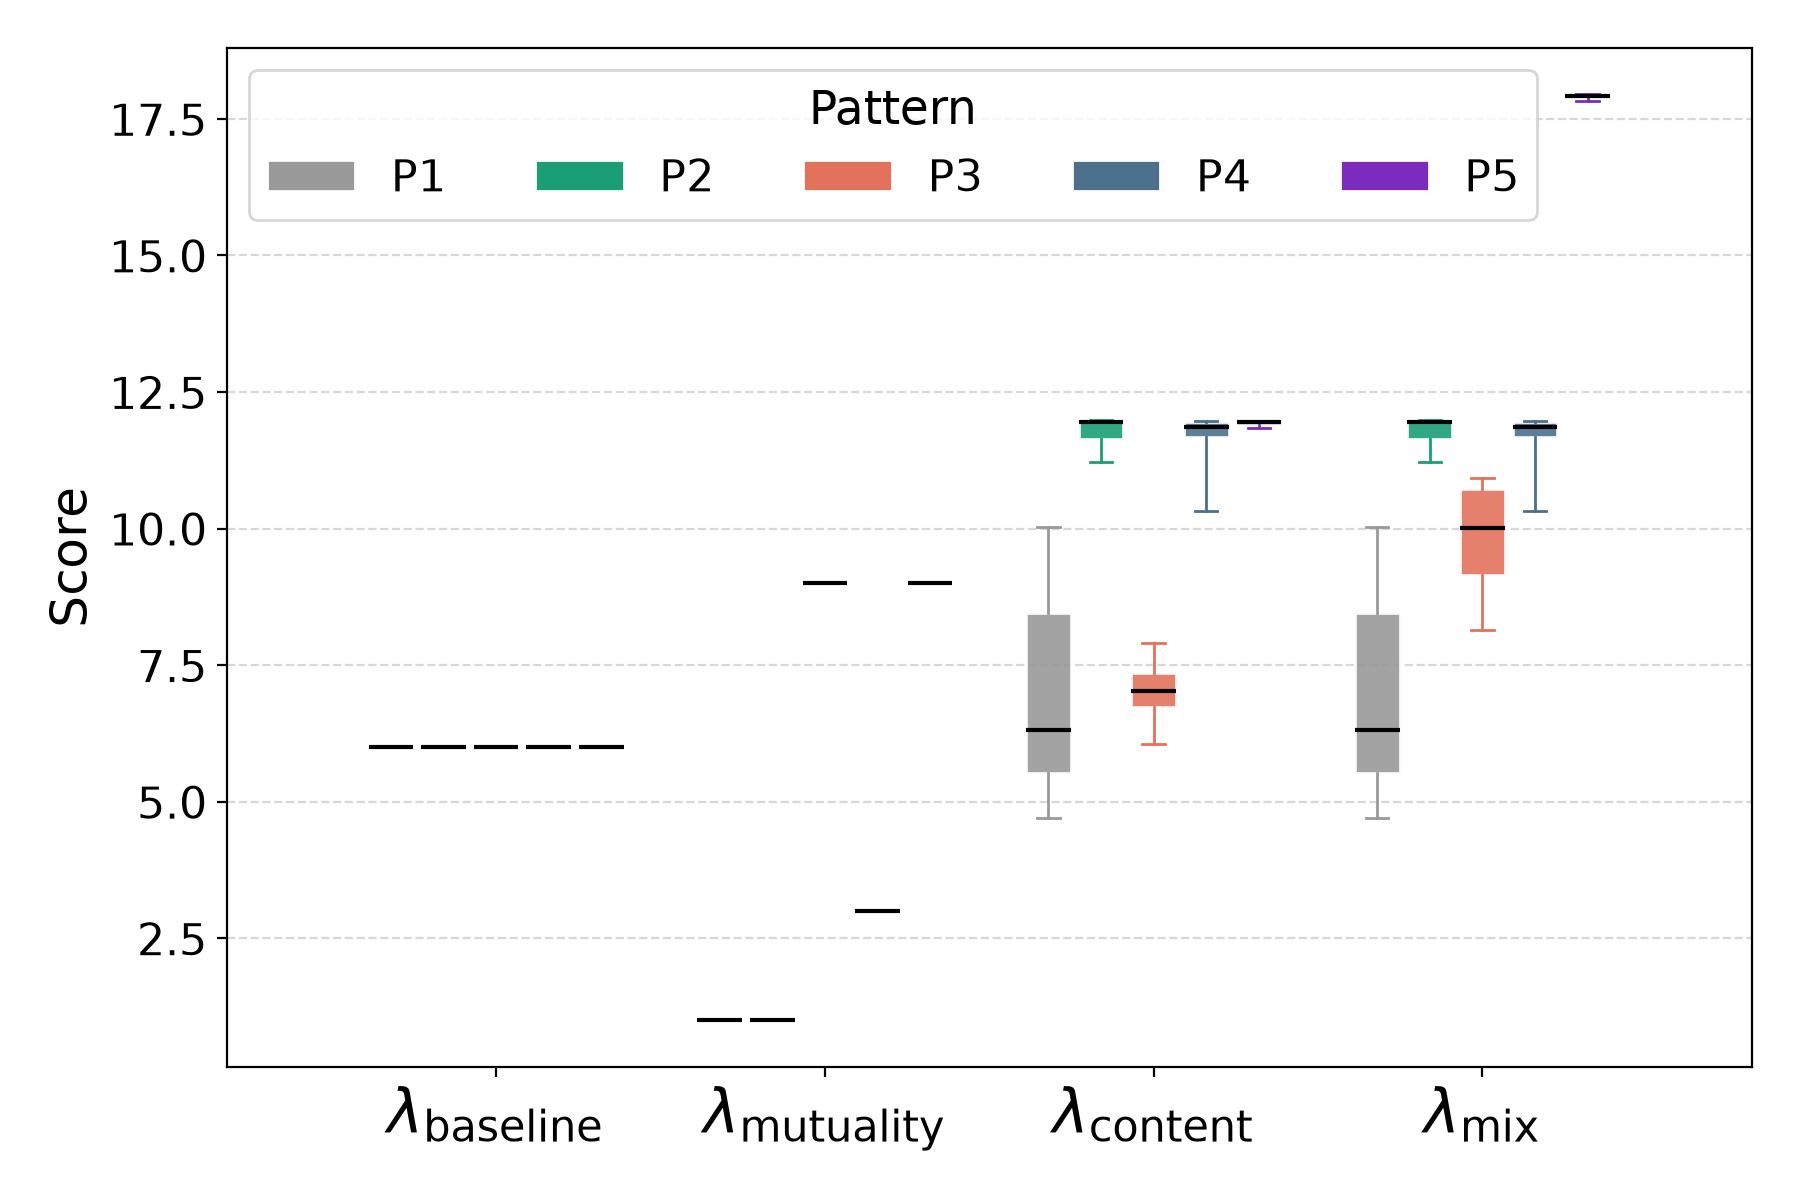 Pattern
P1 P2 P3 P4 P5
17.5
15.0
12.5
10.0
7.5
5.0
2.5
Score
λbaseline λmutuality λcontent λmix